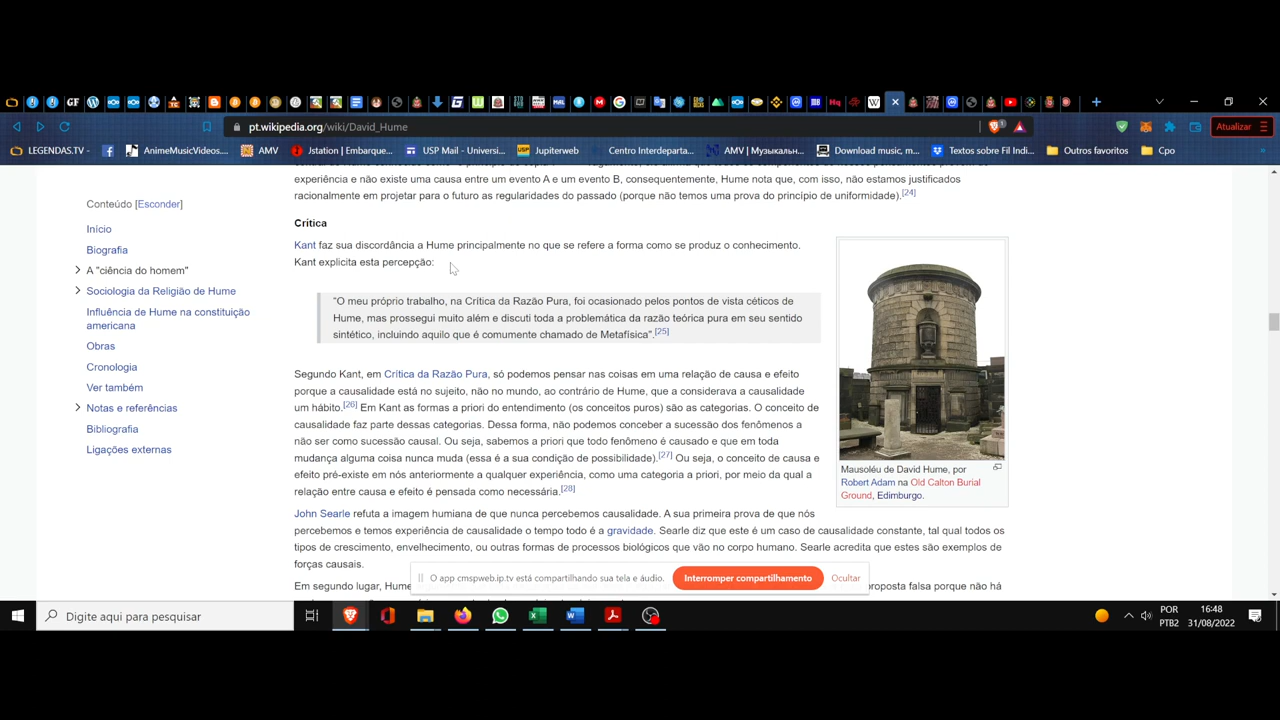 pt.wikipedia.org/wiki/David_Hume
1
Atualizar
LEGENDAS.TV
AnimeMusicVideos...
AMV
Jstation | Embarque...
USP Mail - Universi...
Jupiterweb
Centro Interdeparta...
AMV | Музыкальн...
Download music, m...
Textos sobre Fil Indi...
Outros favoritos
Cpo
experiência e não existe uma causa entre um evento A e um evento B, consequentemente, Hume nota que, com isso, não estamos justificados
racionalmente em projetar para o futuro as regularidades do passado (porque não temos uma prova do princípio de uniformidade).[24]
Conteúdo [Esconder]
Início
Biografia
A "ciência do homem"
Sociologia da Religião de Hume
Influência de Hume na constituição
americana
Obras
Cronologia
Ver também
Notas e referências
Bibliografia
Ligações externas
Crítica
Kant faz sua discordância a Hume principalmente no que se refere a forma como se produz o conhecimento.
Kant explicita esta percepção:
“O meu próprio trabalho, na Crítica da Razão Pura, foi ocasionado pelos pontos de vista céticos de
Hume, mas prossegui muito além e discuti toda a problemática da razão teórica pura em seu sentido
sintético, incluindo aquilo que é comumente chamado de Metafísica”.[25]
Segundo Kant, em Crítica da Razão Pura, só podemos pensar nas coisas em uma relação de causa e efeito
porque a causalidade está no sujeito, não no mundo, ao contrário de Hume, que a considerava a causalidade
um hábito.[26] Em Kant as formas a priori do entendimento (os conceitos puros) são as categorias. O conceito de
causalidade faz parte dessas categorias. Dessa forma, não podemos conceber a sucessão dos fenômenos a
não ser como sucessão causal. Ou seja, sabemos a priori que todo fenômeno é causado e que em toda
mudança alguma coisa nunca muda (essa é a sua condição de possibilidade).[27] Ou seja, o conceito de causa e
efeito pré-existe em nós anteriormente a qualquer experiência, como uma categoria a priori, por meio da qual a
relação entre causa e efeito é pensada como necessária.[28]
Mausoléu de David Hume, por
Robert Adam na Old Calton Burial
Ground, Edimburgo.
John Searle refuta a imagem humiana de que nunca percebemos causalidade. A sua primeira prova de que nós
percebemos e temos experiência de causalidade o tempo todo é a gravidade. Searle diz que este é um caso de causalidade constante, tal qual todos os
tipos de crescimento, envelhecimento, ou outras formas de processos biológicos que vão no corpo humano. Searle acredita que estes são exemplos de
forças causais.
Em segundo lugar, Hume
roposta falsa porque não há
O app cmspweb.ip.tv está compartilhando sua tela e áudio.
Interromper compartilhamento
Ocultar
Digite aqui para pesquisar
POR
PTB2
16:48
31/08/2022